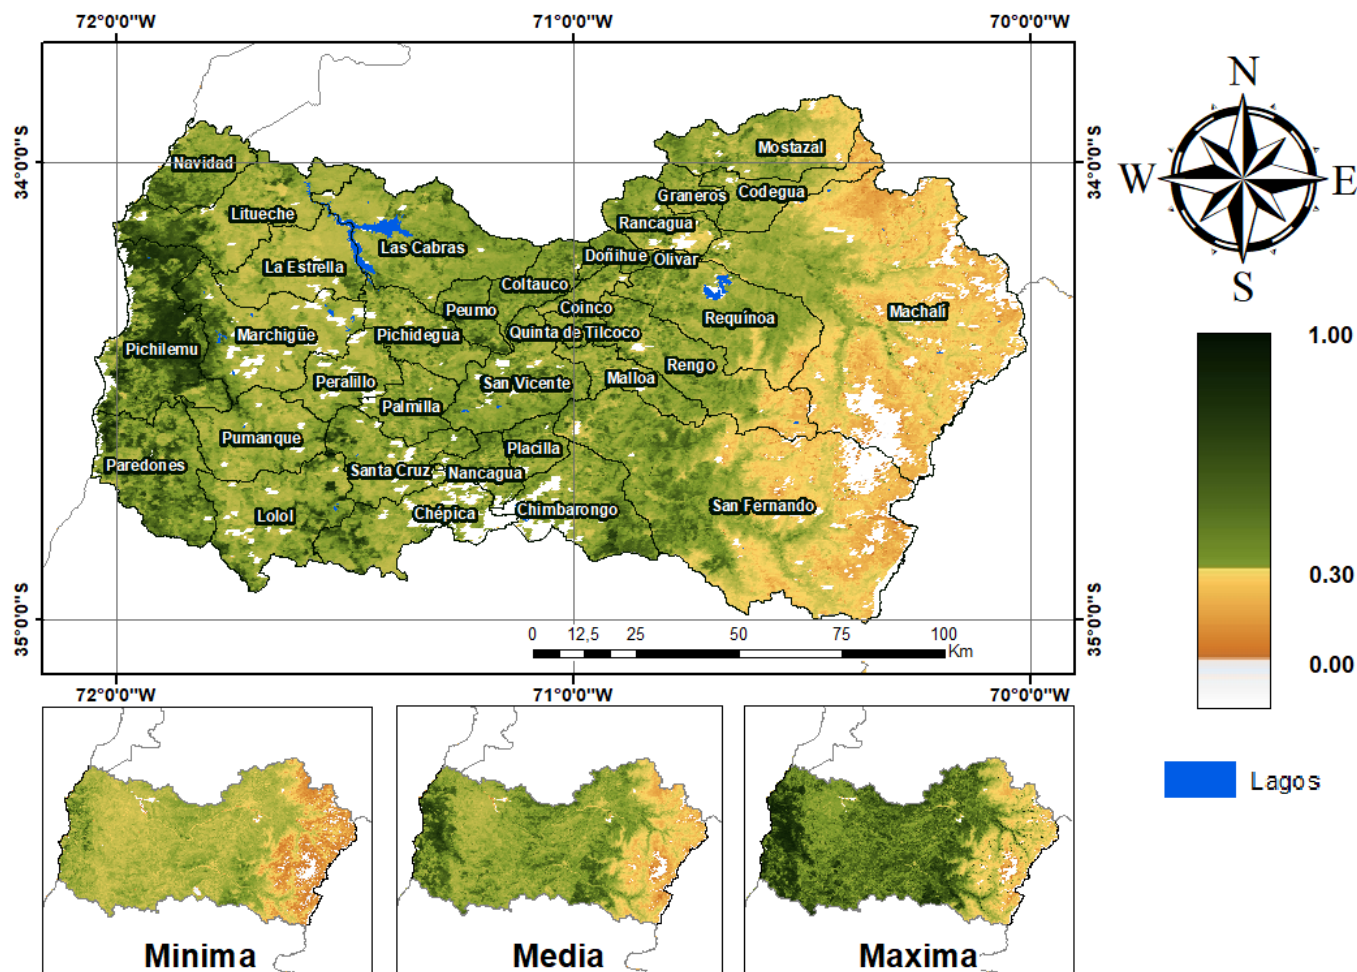 72°0'0"W 71°0'0"W 70°0'0"W
34°0'0"S
34°0'0"S
35°0'0"S
35°0'0"S
N
W E
S
Mostazal
Navidad
Graneros Codegua
Litueche
Rancagua
Las Cabras
Doñihue Olivar
La Estrella
Coltauco
Peumo Coinco
Requínoa Machalí
Marchigüe Pichidegua Quinta de Tilcoco
Pichilemu
Rengo
Peralillo San Vicente Malloa
Palmilla
Pumanque
Placilla
Paredones Santa Cruz Nancagua
San Fernando
Lolol Chépica Chimbarongo
1.00
0.30
0.00
Lagos
0 12,5 25 50 75 100
Km
72°0'0"W 71°0'0"W 70°0'0"W
Minima Media Maxima